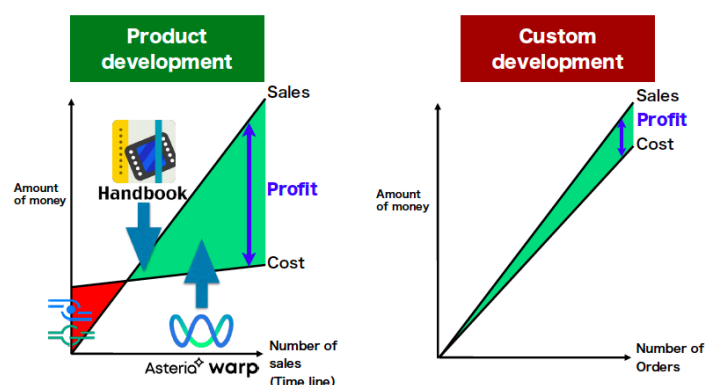 Product
development
Sales
Handbook
Amount
of money
Profit
Cost
Number of
sales
(Time line)
Asteria warp
Custom
development
Sales
Profit
Cost
Amount
of money
Number of
Orders